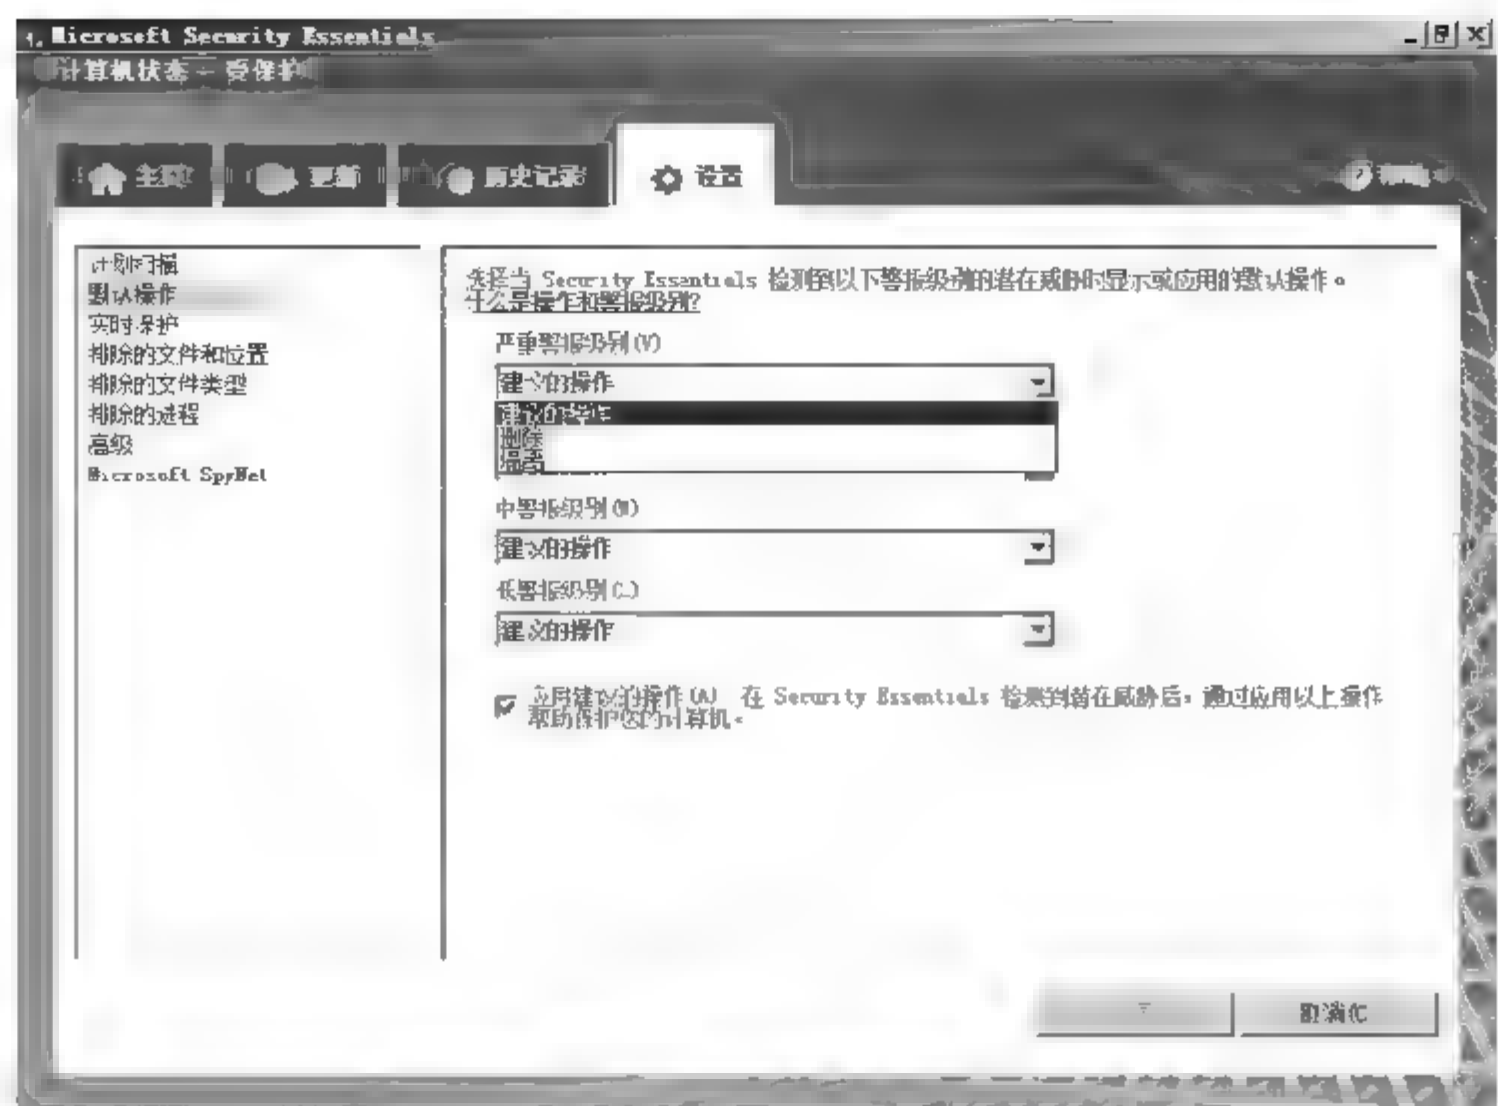 Microsoft Security Essentials
计算机状态 - 受保护
主页
更新
历史记录
设置
计划扫描
默认操作
实时保护
排除的文件和位置
排除的文件类型
排除的进程
高级
Microsoft SpyNet
选择当 Security Essentials 检测到以下警报级别的潜在威胁时显示或应用的默认操作。
什么是操作和警报级别?
严重警报级别(V)
建议的操作
建议的操作
删除
隔离
中警报级别(M)
建议的操作
低警报级别(L)
建议的操作
应用建议的操作(A) 在 Security Essentials 检测到潜在威胁后,通过应用以上操作
帮助保护您的计算机。
取消(C